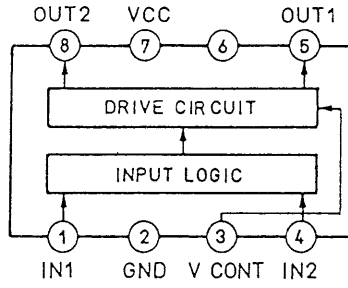 OUT2 VCC OUT1
8 7 6 5
DRIVE CIRCUIT
INPUT LOGIC
1 2 3 4
IN1 GND V CONT IN2